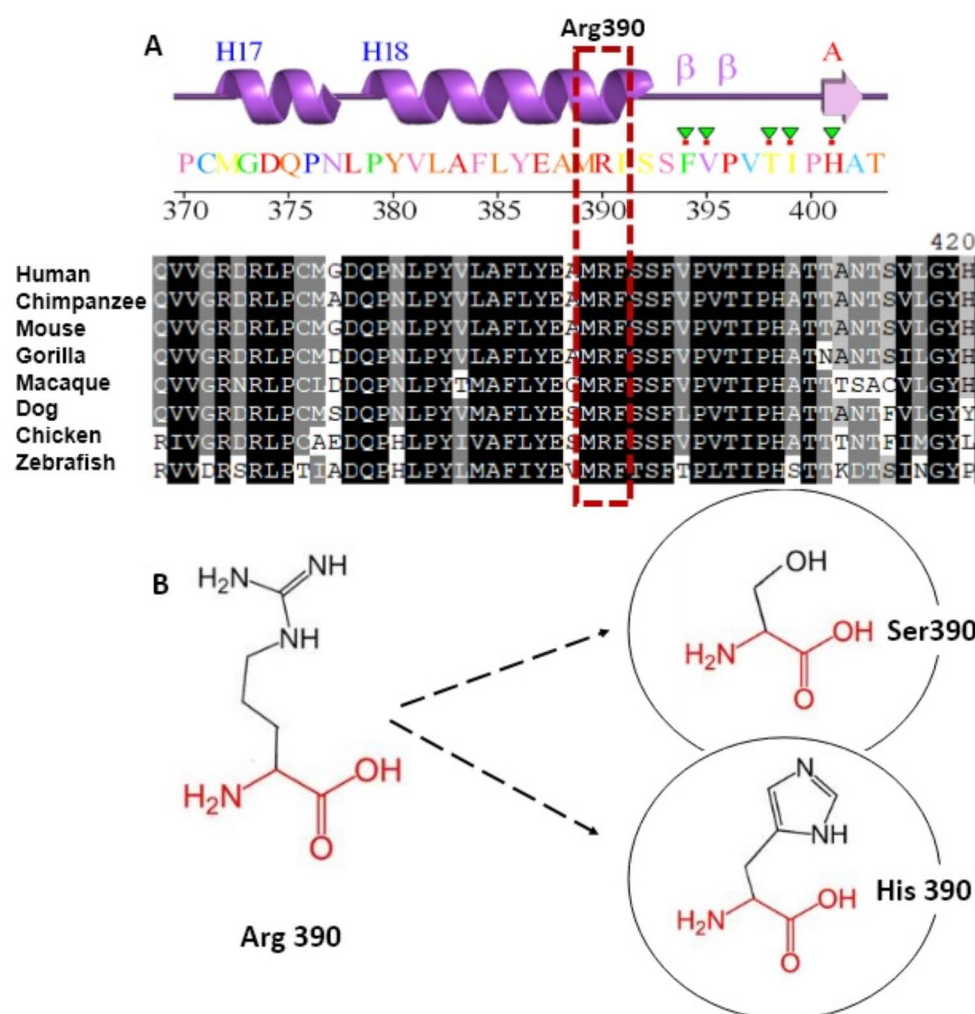 Arg390
A
H17 H18 β β A
PCMGDQPNLPYVLAFLYEAMRFSSFVPVTIPHAT
370 375 380 385 390 395 400
420
Human QVVGRDRLPCMGDQPNLPYVLAFLYEAMRFSSFVPVTIPHATTANTSVLGYH
Chimpanzee QVVGRDRLPCMADQPNLPYVLAFLYEAMRFSSFVPVTIPHATTANTSVLGYH
Mouse QVVGRDRLPCMGDQPNLPYVLAFLYEAMRFSSFVPVTIPHATTANTSVLGYH
Gorilla QVVGRDRLPCMDDQPNLPYVLAFLYEAMRFSSFVPVTIPHATNANTSILGYH
Macaque QVVGRNRLPCLDDQPNLPYTMAFLYEGMRFSSFVPVTIPHATTTSACVLGYH
Dog QVVGRDRLPCMSDQPNLPYVMAFLYESMRFSSFLPVTIPHATTANTFVLGYY
Chicken RIVGRDRLPCAEDQPHLPYIVAFLYESMRFSSFVPVTIPHATTTNTFIMGYL
Zebrafish RVVDRSRLPTIADQPHLPYLMAFIYEVMRFTSFTPLTIPHSTTKDTSINGYP
B
H₂N NH
NH
H₂N OH
O
Arg 390
OH
H₂N OH
O
Ser390
N
NH
H₂N OH
O
His 390